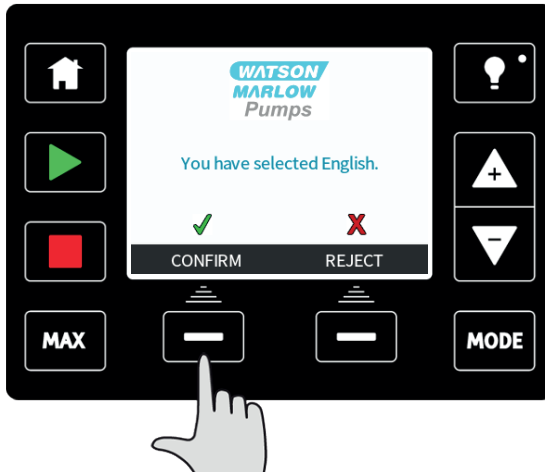 WATSON
MARLOW
Pumps
You have selected English.
CONFIRM REJECT
+
−
MAX
MODE